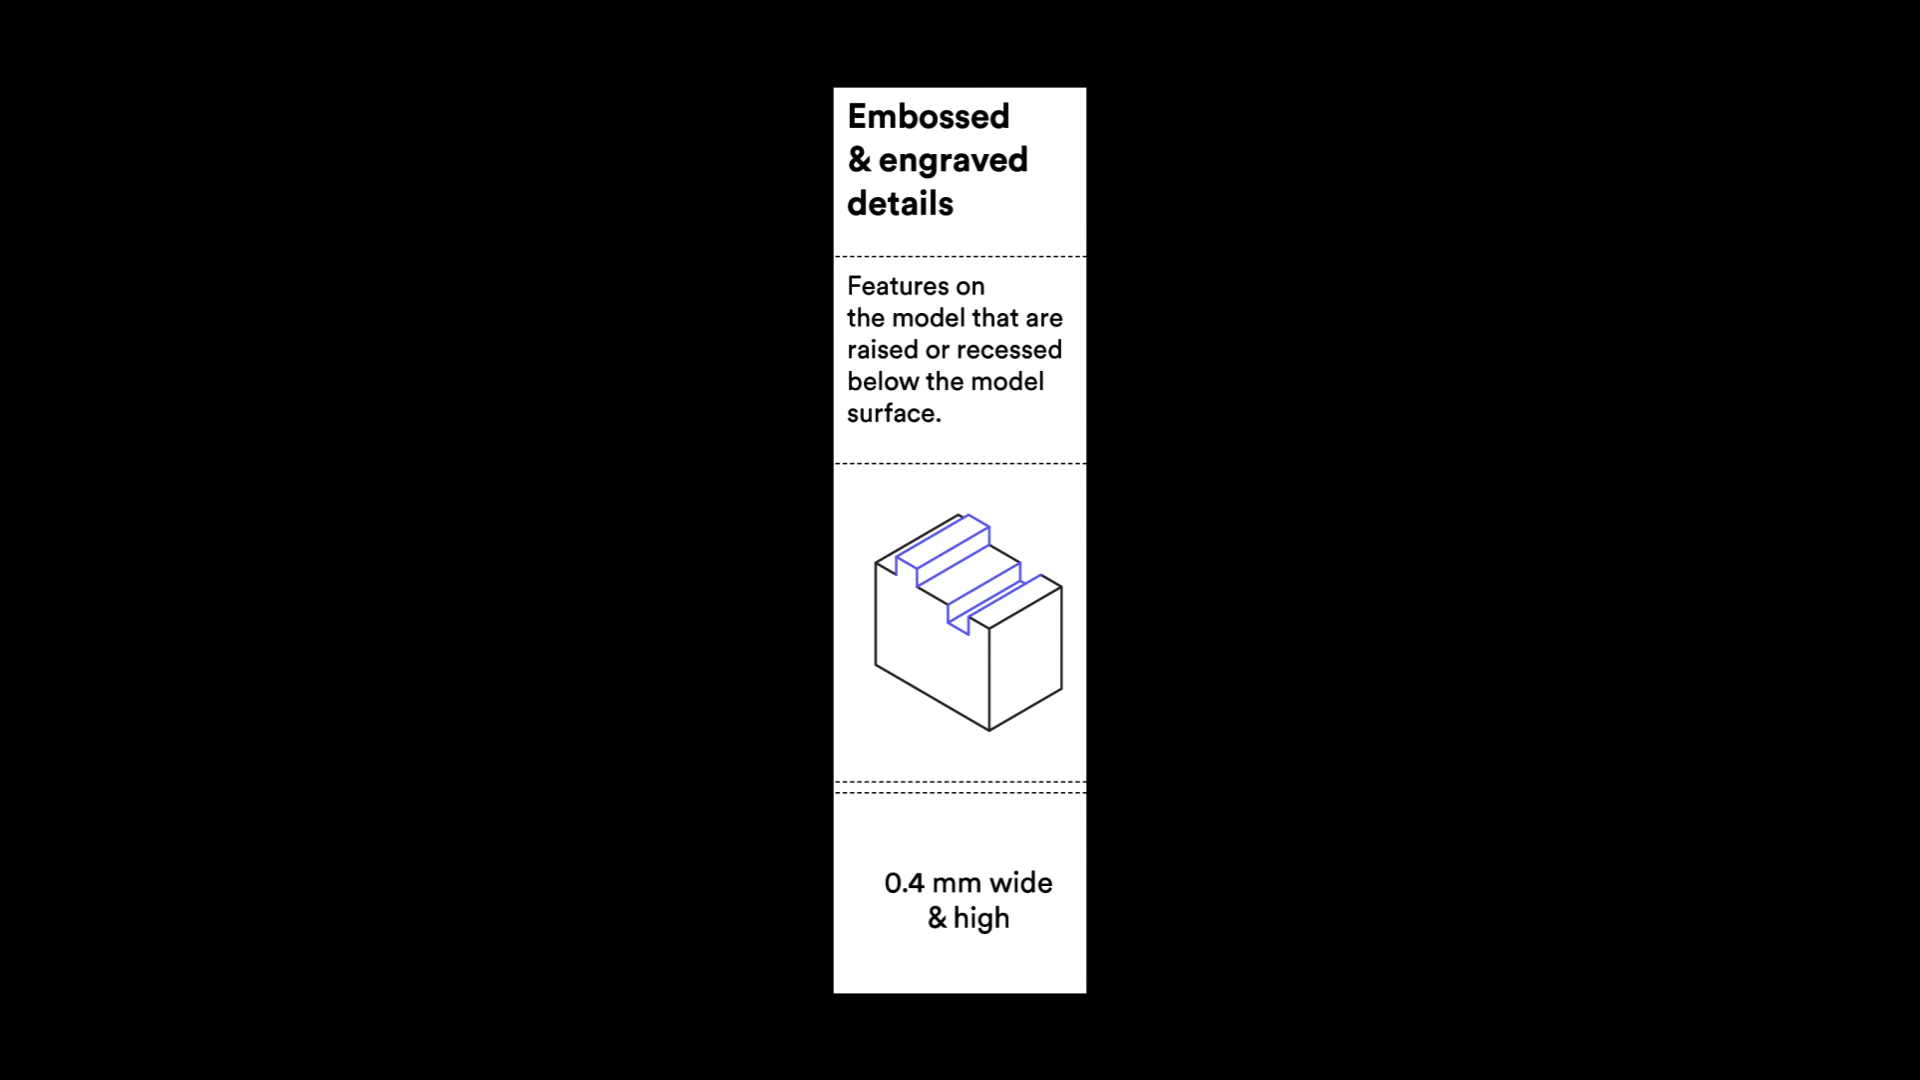 Embossed
& engraved
details
Features on
the model that are
raised or recessed
below the model
surface.
0.4 mm wide
& high